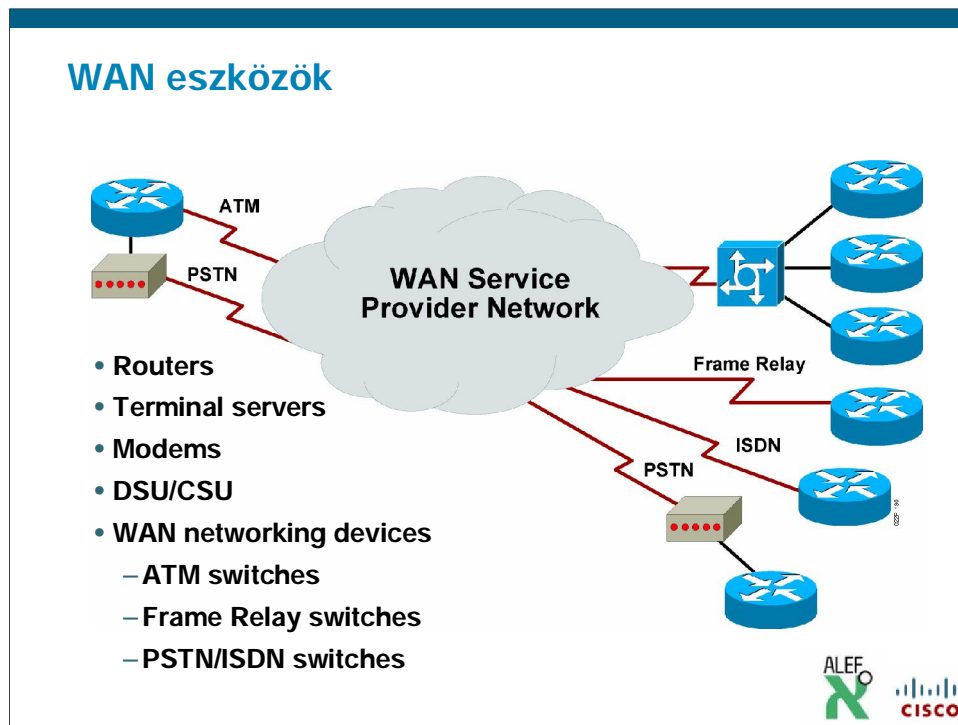 WAN eszközök
ATM
PSTN
WAN Service
Provider Network
Frame Relay
ISDN
PSTN
• Routers
• Terminal servers
• Modems
• DSU/CSU
• WAN networking devices
–ATM switches
–Frame Relay switches
–PSTN/ISDN switches
ALEF
CISCO